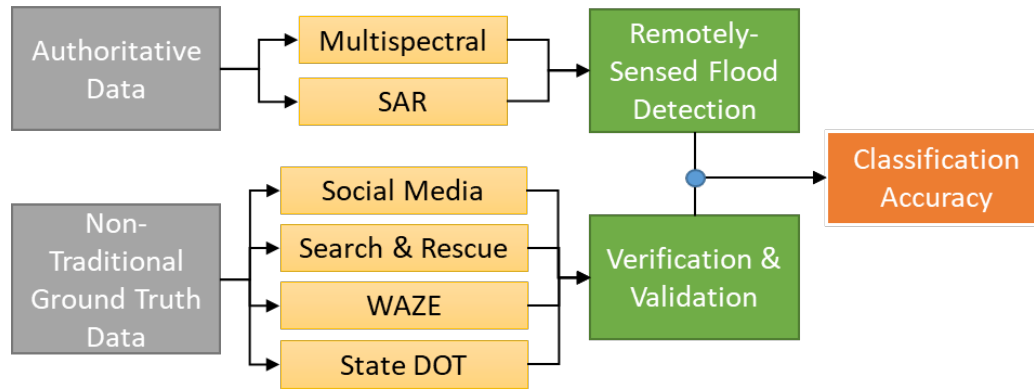 Authoritative
Data
Multispectral
SAR
Remotely-
Sensed Flood
Detection
Classification
Accuracy
Non-
Traditional
Ground Truth
Data
Social Media
Search & Rescue
WAZE
State DOT
Verification &
Validation